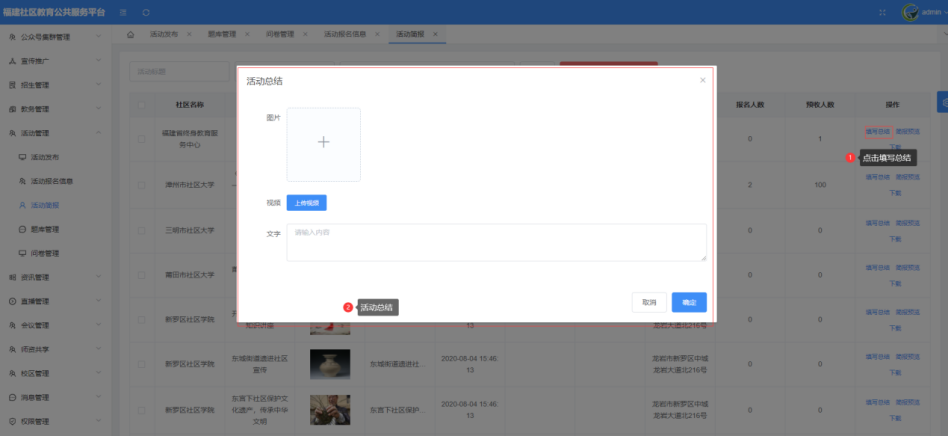 福建社区教育公共服务平台
admin
公众号集群管理
活动发布 × 题库管理 × 问卷管理 × 活动报名信息 × 活动简报 ×
宣传推广
招生管理
教务管理
活动管理
活动发布
活动报名信息
活动简报
题库管理
问卷管理
资讯管理
直播管理
会议管理
校区管理
消息管理
权限管理
活动标题
社区名称
报名人数
预收人数
操作
福建省终身教育服
务中心
0
1
填写总结 简报预览
下载
漳州市社区大学
2
100
填写总结 简报预览
下载
三明市社区大学
0
0
填写总结 简报预览
下载
莆田市社区大学
0
0
填写总结 简报预览
下载
新罗区社区学院
知识讲座
13
龙岩大道北216号
0
0
填写总结 简报预览
下载
新罗区社区学院
东城街道进社区
宣传
东城街道进社...
2020-08-04 15:46:
13
龙岩市新罗区中城
龙岩大道北216号
0
0
填写总结 简报预览
下载
新罗区社区学院
东宫下社区保护文
化遗产，传承中华
文明
东宫下社区保护...
2020-08-04 15:46:
13
龙岩市新罗区中城
龙岩大道北216号
0
0
填写总结 简报预览
下载
活动总结
图片
视频
上传视频
文字
请输入内容
取消
确定
1
点击填写总结
2
活动总结